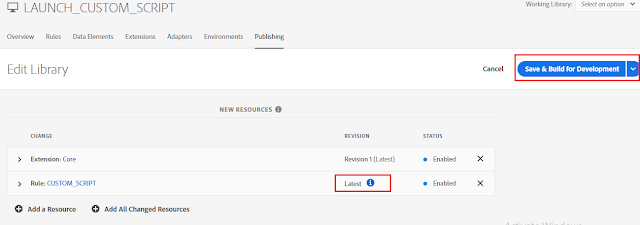 LAUNCH_CUSTOM_SCRIPT
Working Library: Select an option
Overview Rules Data Elements Extensions Adapters Environments Publishing
Edit Library
Cancel Save & Build for Development
NEW RESOURCES
CHANGE REVISION STATUS
Extension: Core Revision 1 (Latest) Enabled
Rule: CUSTOM_SCRIPT Latest Enabled
Add a Resource Add All Changed Resources
Activate Windows